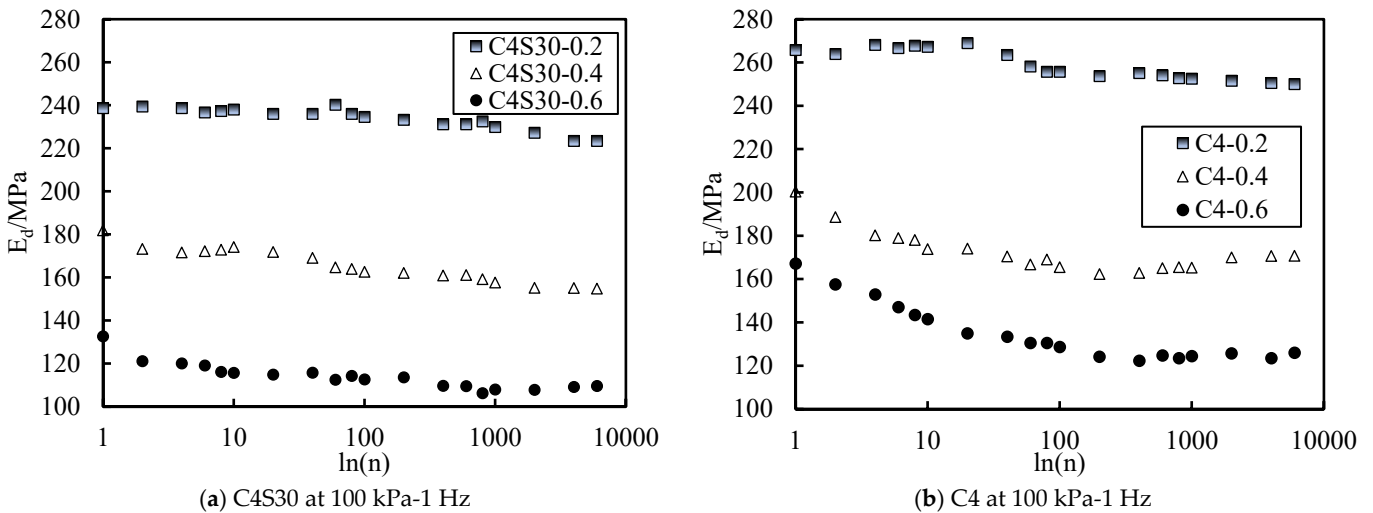 280
260
240
220
200
180
160
140
120
100
E_d/MPa
C4S30-0.2
C4S30-0.4
C4S30-0.6
1 10 100 1000 10000
ln(n)
(a) C4S30 at 100 kPa-1 Hz
280
260
240
220
200
180
160
140
120
100
E_d/MPa
C4-0.2
C4-0.4
C4-0.6
1 10 100 1000 10000
ln(n)
(b) C4 at 100 kPa-1 Hz